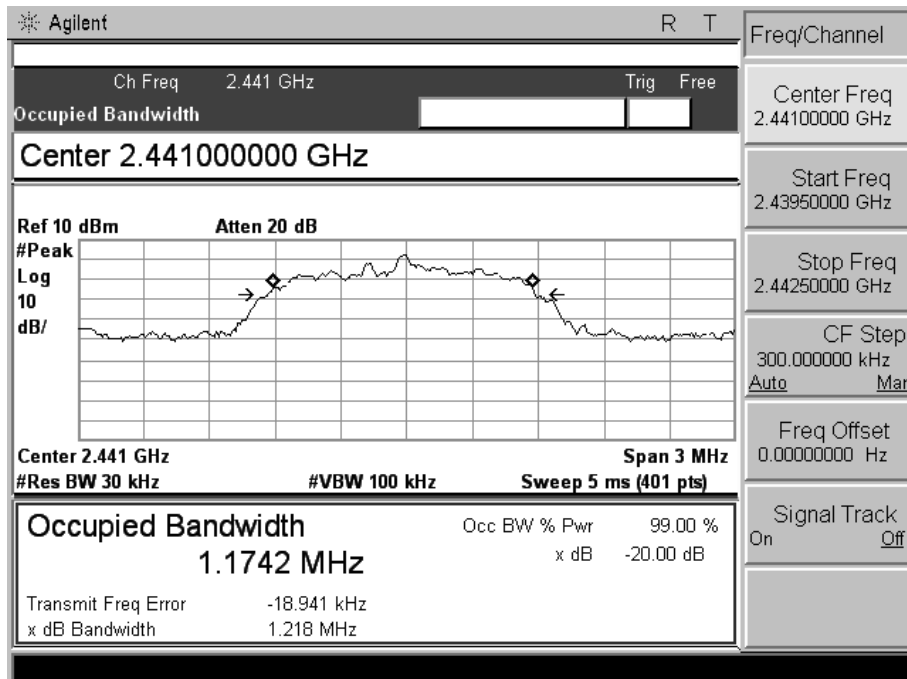 Agilent R T
Ch Freq 2.441 GHz Trig Free
Occupied Bandwidth
Center 2.441000000 GHz
Ref 10 dBm Atten 20 dB
#Peak
Log
10
dB/
Center 2.441 GHz Span 3 MHz
#Res BW 30 kHz #VBW 100 kHz Sweep 5 ms (401 pts)
Occupied Bandwidth Occ BW % Pwr 99.00 %
1.1742 MHz x dB -20.00 dB
Transmit Freq Error -18.941 kHz
x dB Bandwidth 1.218 MHz
Freq/Channel
Center Freq
2.44100000 GHz
Start Freq
2.43950000 GHz
Stop Freq
2.44250000 GHz
CF Step
300.000000 kHz
Auto Man
Freq Offset
0.00000000 Hz
Signal Track
On Off